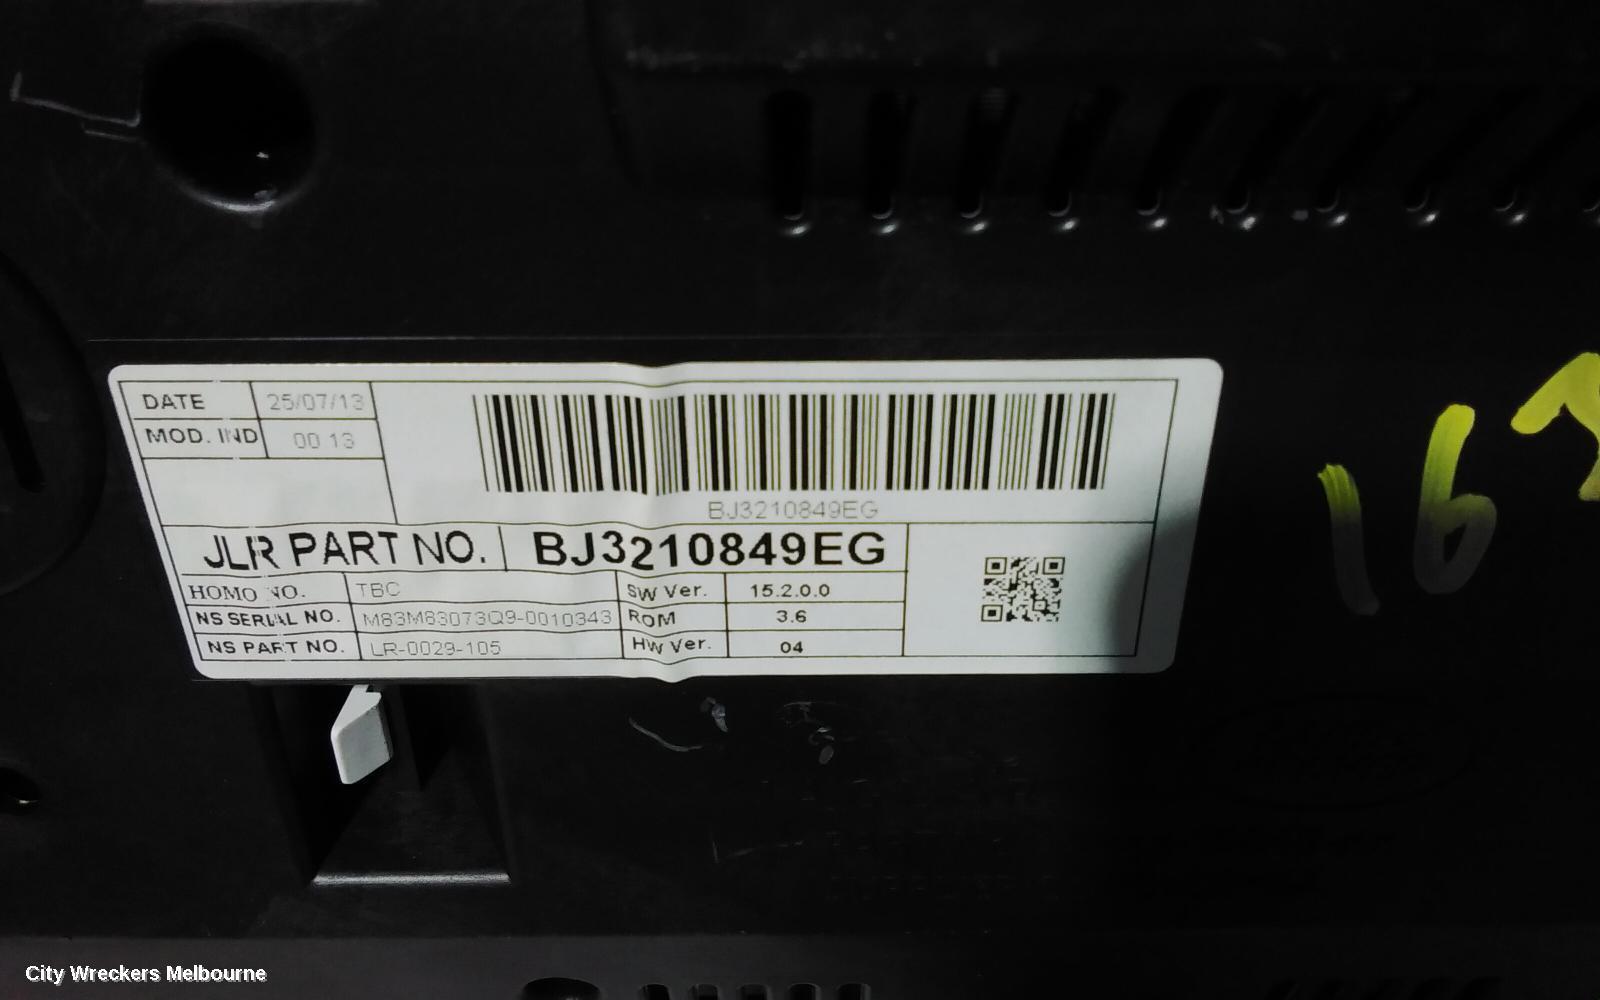 DATE 25/07/13
MOD. IND 00 13
BJ3210849EG
JLR PART NO. BJ3210849EG
HOMO NO. TBC SW Ver. 15.2.0.0
NS SERIAL NO. M83M83073Q9-0010343 ROM 3.6
NS PART NO. LR-0029-105 HW Ver. 04
16
City Wreckers Melbourne